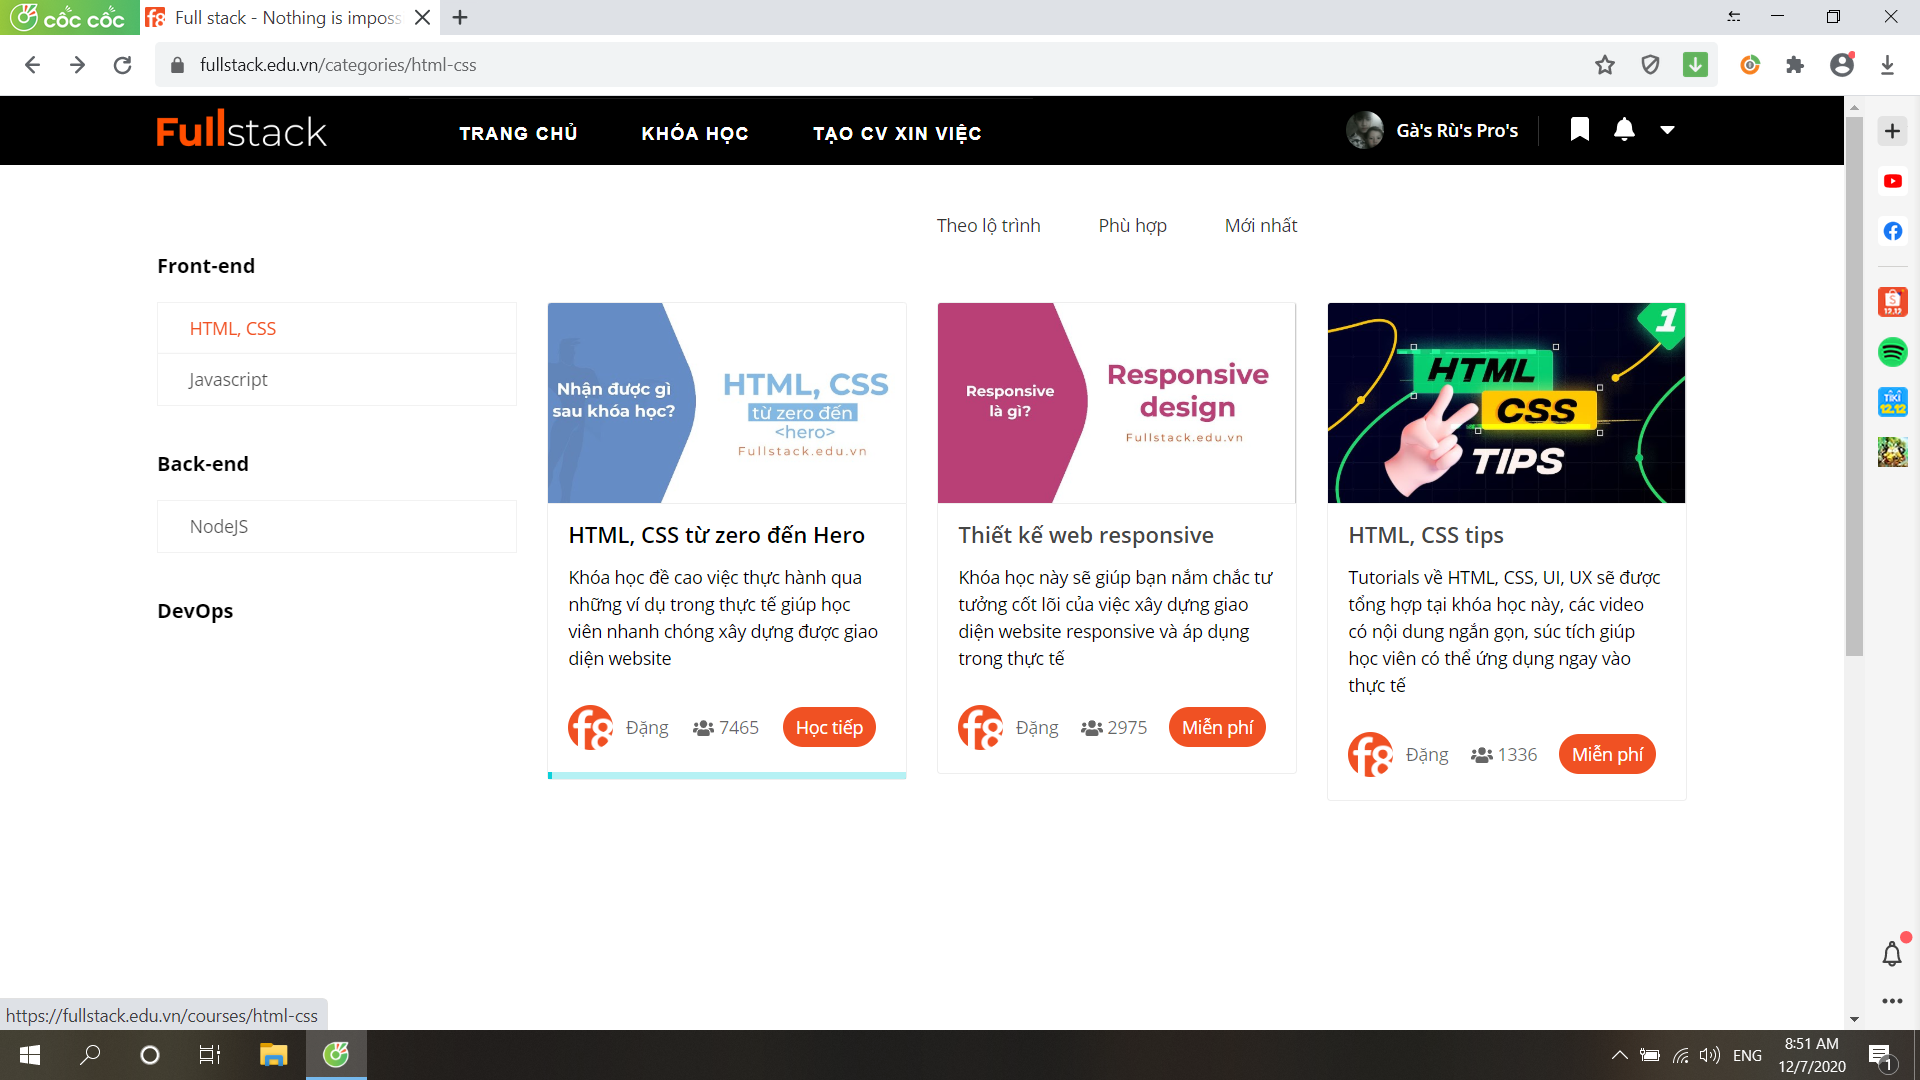 cốc cốc
Full stack - Nothing is imposs
fullstack.edu.vn/categories/html-css
Fullstack
TRANG CHỦ
KHÓA HỌC
TẠO CV XIN VIỆC
Gà's Rù's Pro's
Theo lộ trình
Phù hợp
Mới nhất
Front-end
HTML, CSS
Javascript
Back-end
NodeJS
DevOps
Nhận được gì
sau khóa học?
HTML, CSS
từ zero đến
<hero>
Fullstack.edu.vn
HTML, CSS từ zero đến Hero
Khóa học đề cao việc thực hành qua
những ví dụ trong thực tế giúp học
viên nhanh chóng xây dựng được giao
diện website
f8 Đặng 7465 Học tiếp
Responsive
là gì?
Responsive
design
Fullstack.edu.vn
Thiết kế web responsive
Khóa học này sẽ giúp bạn nắm chắc tư
tưởng cốt lõi của việc xây dựng giao
diện website responsive và áp dụng
trong thực tế
f8 Đặng 2975 Miễn phí
1
HTML
CSS
TIPS
HTML, CSS tips
Tutorials về HTML, CSS, UI, UX sẽ được
tổng hợp tại khóa học này, các video
có nội dung ngắn gọn, súc tích giúp
học viên có thể ứng dụng ngay vào
thực tế
f8 Đặng 1336 Miễn phí
12.12
TIKI
12.12
https://fullstack.edu.vn/courses/html-css
ENG
8:51 AM
12/7/2020
1